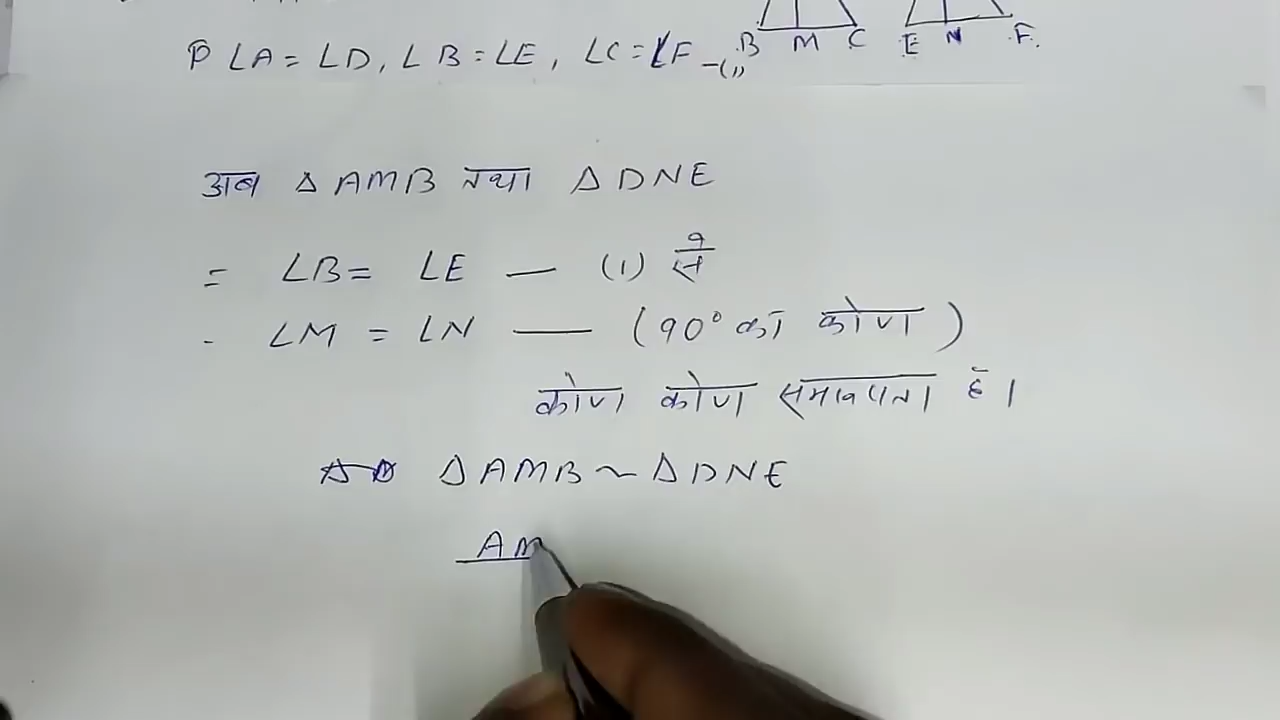 B M C E N F.
∠A = ∠D, ∠B = ∠E, ∠C = ∠F -(1)
अब △ AMB तथा △ DNE
= ∠B = ∠E — (1) से
∠M = ∠N — (90° का कोण)
कोण कोण समरूपता है।
△AMB ~ △DNE
AM